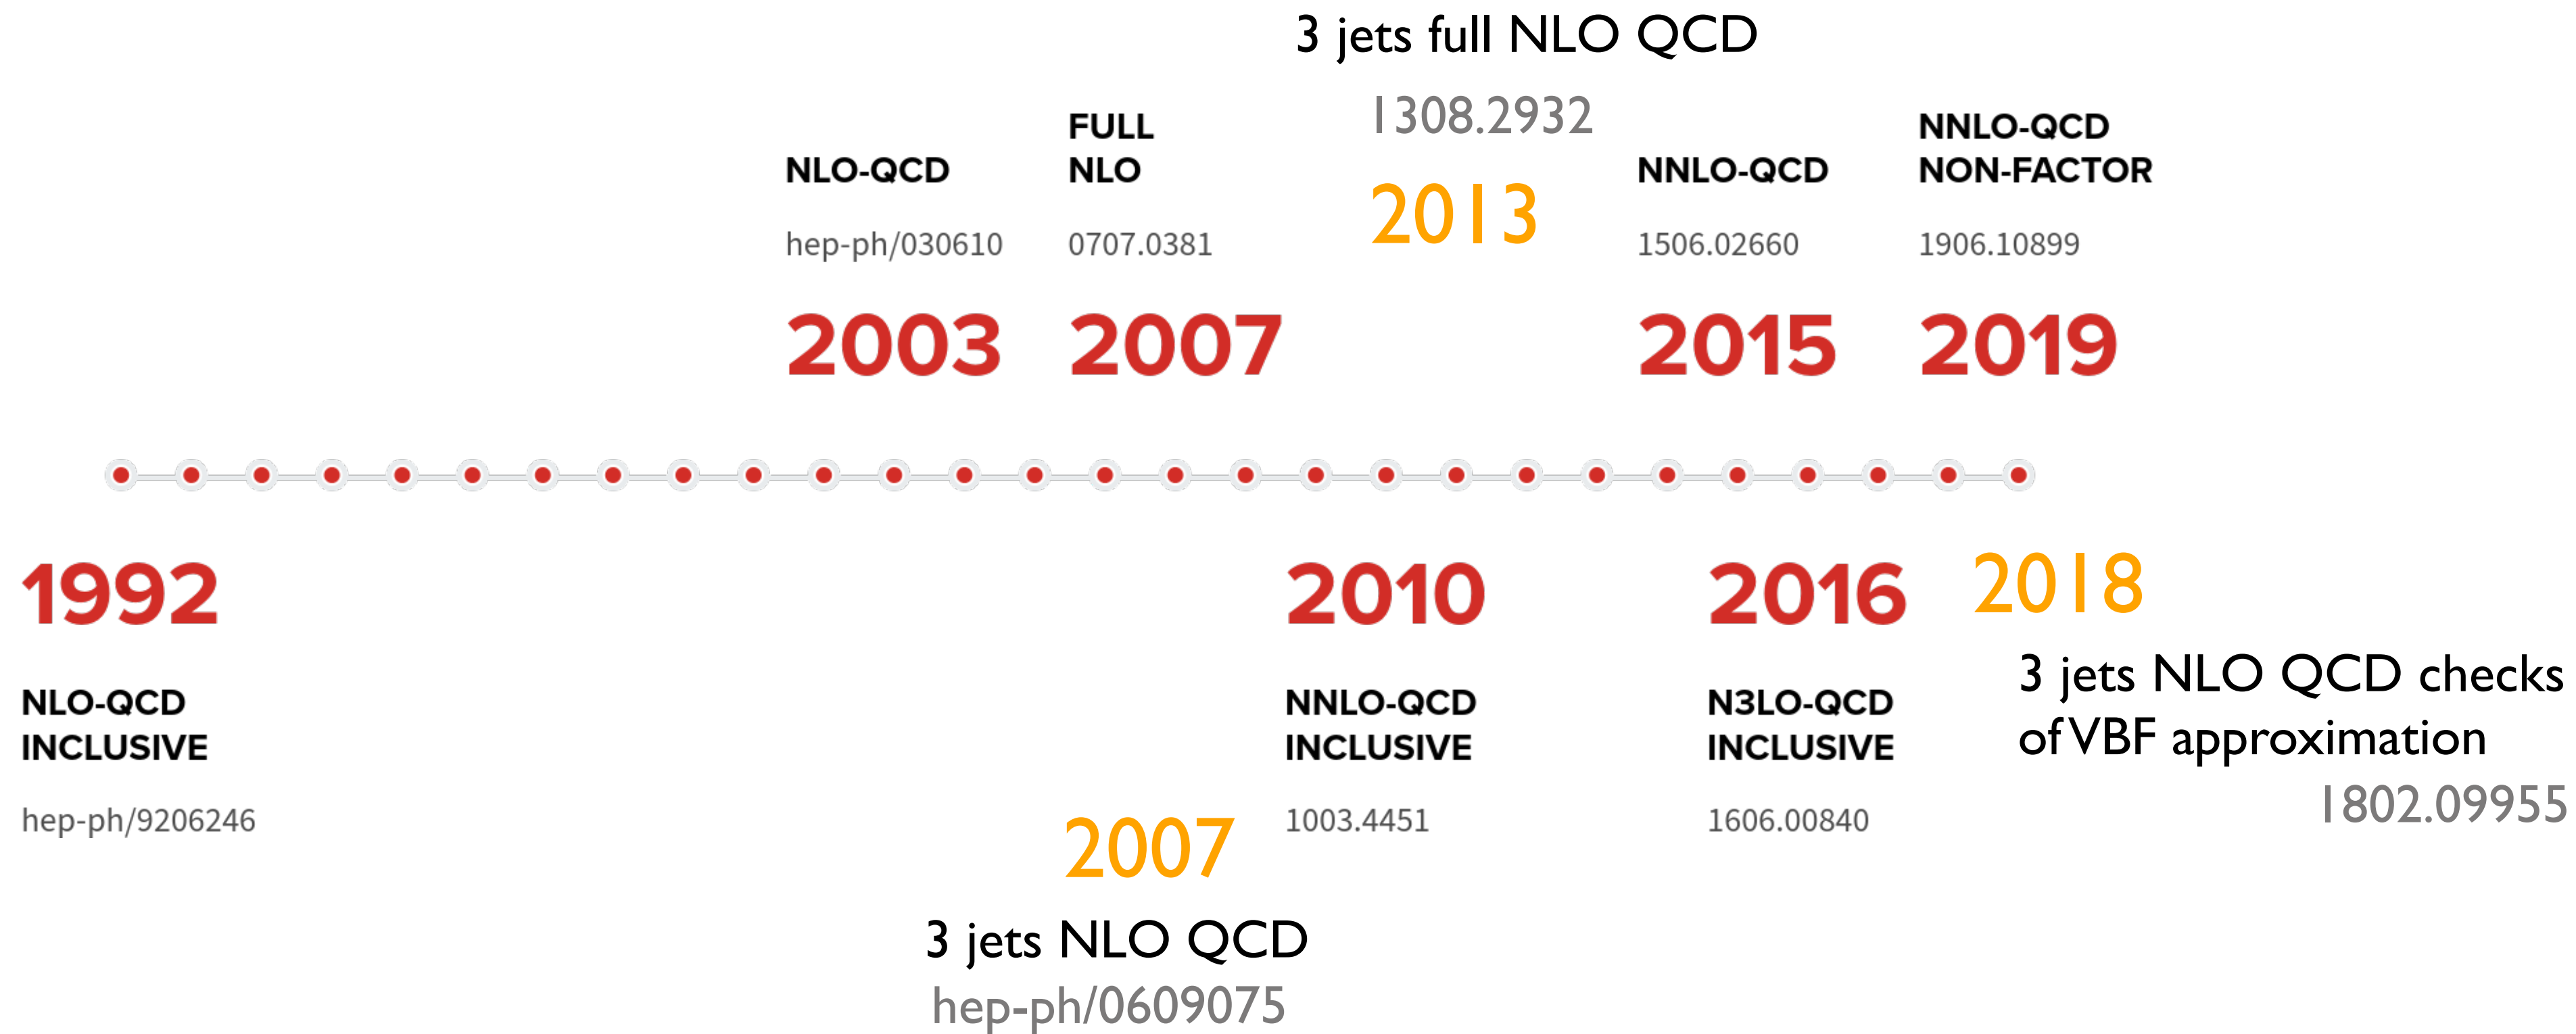 3 jets full NLO QCD
1308.2932
2013
NLO-QCD
hep-ph/030610
2003
FULL
NLO
0707.0381
2007
NNLO-QCD
1506.02660
2015
NNLO-QCD
NON-FACTOR
1906.10899
2019
1992
NLO-QCD
INCLUSIVE
hep-ph/9206246
2007
3 jets NLO QCD
hep-ph/0609075
2010
NNLO-QCD
INCLUSIVE
1003.4451
2016
N3LO-QCD
INCLUSIVE
1606.00840
2018
3 jets NLO QCD checks
of VBF approximation
1802.09955